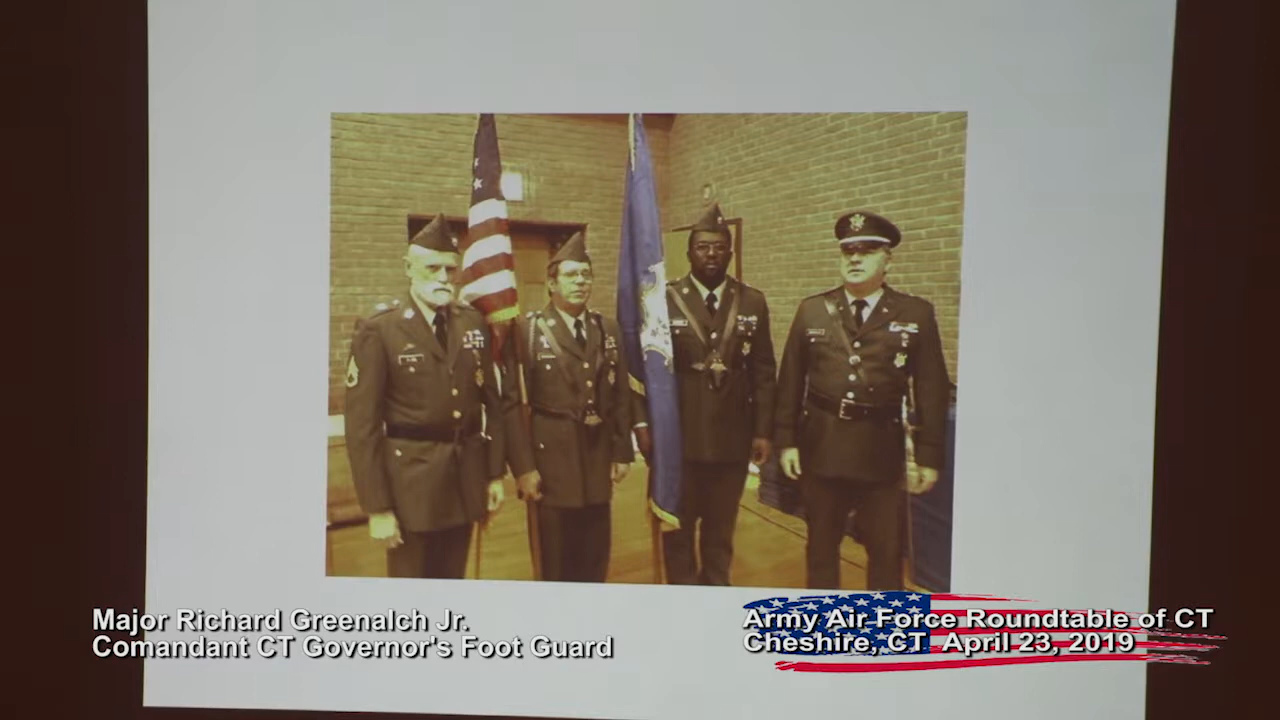 Major Richard Greenalch Jr.
Comandant CT Governor's Foot Guard
Army Air Force Roundtable of CT
Cheshire, CT April 23, 2019